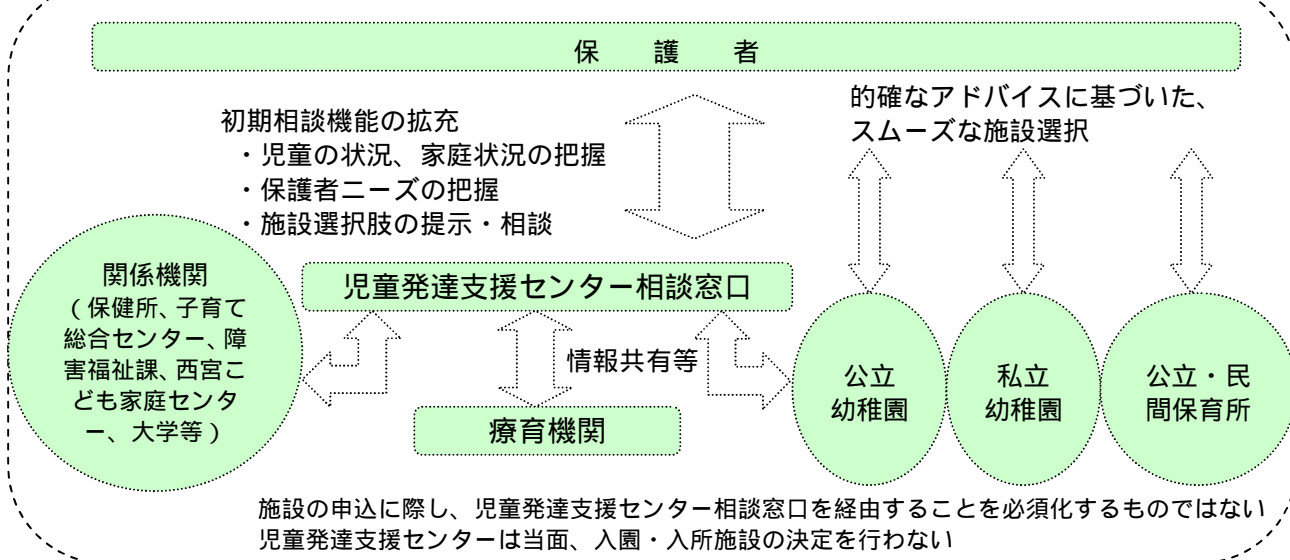 保　護　者
初期相談機能の拡充
・児童の状況、家庭状況の把握
・保護者ニーズの把握
・施設選択肢の提示・相談
的確なアドバイスに基づいた、
スムーズな施設選択
関係機関
（保健所、子育て
総合センター、障
害福祉課、西宮こ
ども家庭センタ
ー、大学等）
児童発達支援センター相談窓口
情報共有等
療育機関
公立
幼稚園
私立
幼稚園
公立・民
間保育所
施設の申込に際し、児童発達支援センター相談窓口を経由することを必須化するものではない
児童発達支援センターは当面、入園・入所施設の決定を行わない